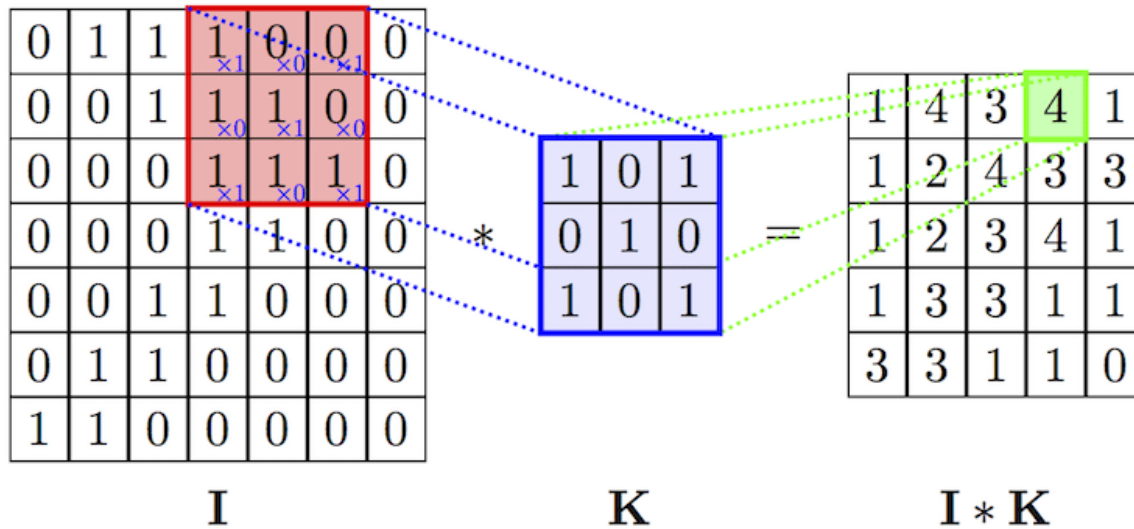 0 1 1 1×1 0×0 0×1 0
0 0 1 1×0 1×1 0×0 0
0 0 0 1×1 1×0 1×1 0
0 0 0 1 1 0 0
0 0 1 1 0 0 0
0 1 1 0 0 0 0
1 1 0 0 0 0 0
I
*
1 0 1
0 1 0
1 0 1
K
=
1 4 3 4 1
1 2 4 3 3
1 2 3 4 1
1 3 3 1 1
3 3 1 1 0
I * K